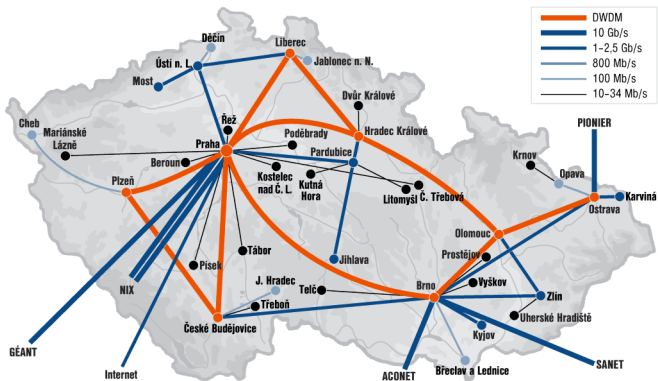 Děčín
Liberec
Ústí n. L.
Jablonec n. N.
Most
Dvůr Králové
Cheb
Mariánské
Lázně
Řež
Praha
Poděbrady
Hradec Králové
Beroun
Pardubice
Kostelec
nad Č. L.
Kutná
Hora
Litomyšl
Č. Třebová
Plzeň
Krnov
Opava
Karviná
Ostrava
Olomouc
Prostějov
Písek
Tábor
Jihlava
J. Hradec
Třeboň
Telč
Brno
Vyškov
Zlín
Uherské Hradiště
České Budějovice
Kyjov
Břeclav a Lednice
NIX
GÉANT
Internet
ACONET
SANET
PIONIER
DWDM
10 Gb/s
1–2,5 Gb/s
800 Mb/s
100 Mb/s
10–34 Mb/s